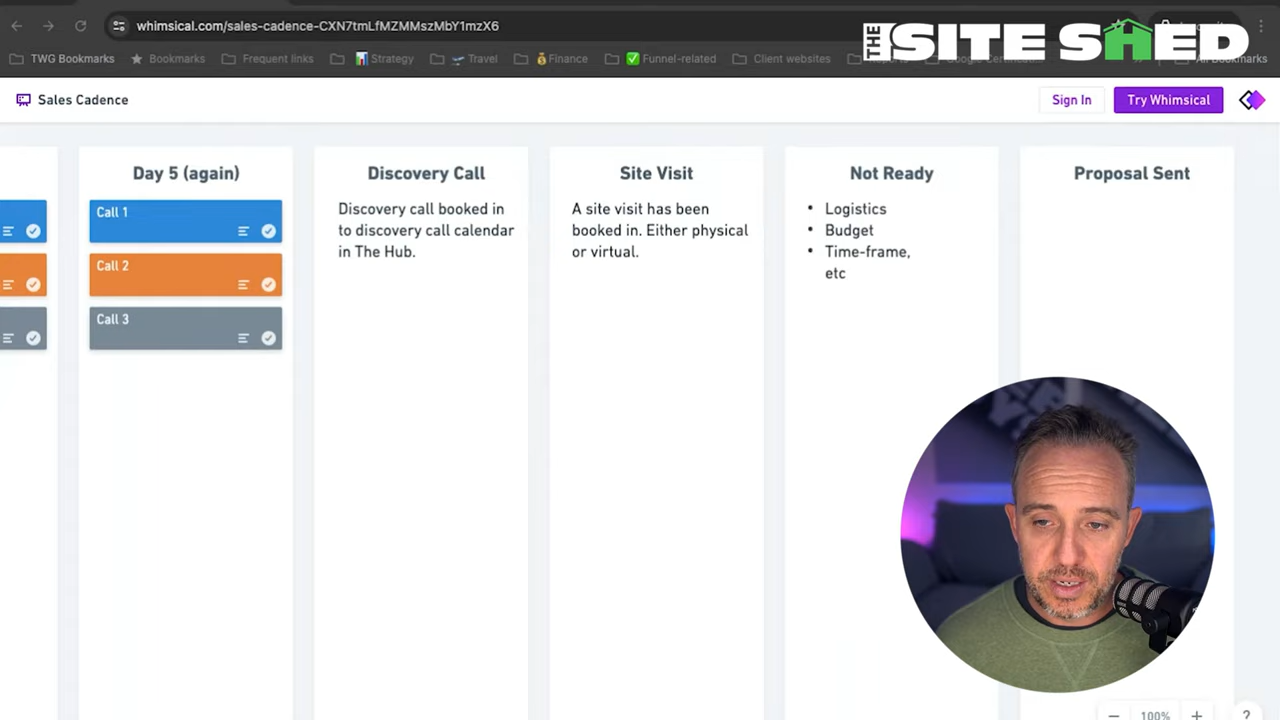 whimsical.com/sales-cadence-CXN7tmLfMZMMszMbY1mzX6
THE SITE SHED
TWG Bookmarks
Bookmarks
Frequent links
Strategy
Travel
Finance
Funnel-related
Client websites
All Bookmarks
Sales Cadence
Sign In
Try Whimsical
Day 5 (again)
Call 1
Call 2
Call 3
Discovery Call
Discovery call booked in
to discovery call calendar
in The Hub.
Site Visit
A site visit has been
booked in. Either physical
or virtual.
Not Ready
• Logistics
• Budget
• Time-frame,
etc
Proposal Sent
100%
?